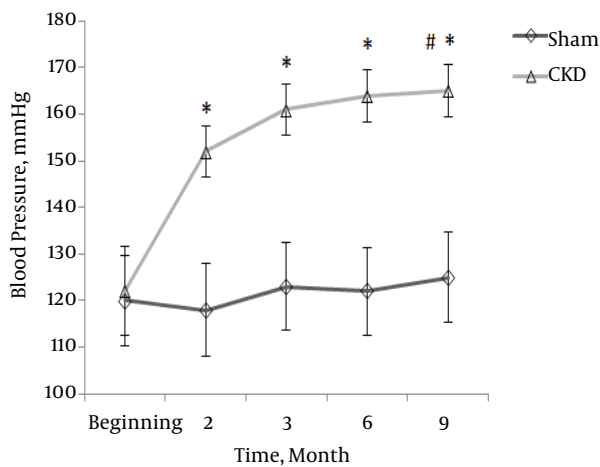 180
170
160
150
140
130
120
110
100
Blood Pressure, mmHg
* * * # *
Sham
CKD
Beginning 2 3 6 9
Time, Month